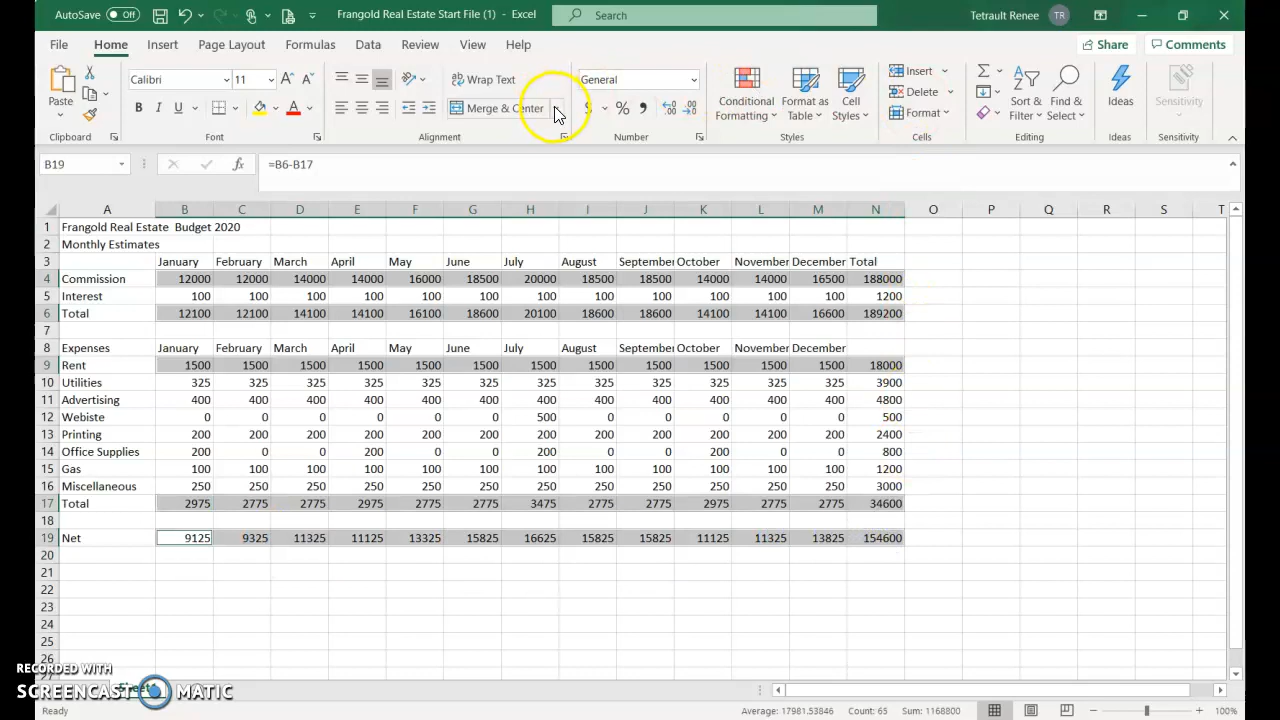 AutoSave Off Frangold Real Estate Start File (1) - Excel Search Tetrault Renee TR
File Home Insert Page Layout Formulas Data Review View Help Share Comments
Paste Calibri 11 A A Wrap Text General Conditional Formatting Format as Table Cell Styles Insert Sort & Filter Find & Select Ideas Sensitivity
B I U A Merge & Center $ % Delete
Format
Clipboard Font Alignment Number Styles Cells Editing Ideas Sensitivity
B19 fx =B6-B17
A B C D E F G H I J K L M N O P Q R S T
1 Frangold Real Estate Budget 2020
2 Monthly Estimates
3 January February March April May June July August September October November December Total
4 Commission 12000 12000 14000 14000 16000 18500 20000 18500 18500 14000 14000 16500 188000
5 Interest 100 100 100 100 100 100 100 100 100 100 100 100 1200
6 Total 12100 12100 14100 14100 16100 18600 20100 18600 18600 14100 14100 16600 189200
7
8 Expenses January February March April May June July August September October November December
9 Rent 1500 1500 1500 1500 1500 1500 1500 1500 1500 1500 1500 1500 18000
10 Utilities 325 325 325 325 325 325 325 325 325 325 325 325 3900
11 Advertising 400 400 400 400 400 400 400 400 400 400 400 400 4800
12 Webiste 0 0 0 0 0 0 500 0 0 0 0 0 500
13 Printing 200 200 200 200 200 200 200 200 200 200 200 200 2400
14 Office Supplies 200 0 0 200 0 0 200 0 0 200 0 0 800
15 Gas 100 100 100 100 100 100 100 100 100 100 100 100 1200
16 Miscellaneous 250 250 250 250 250 250 250 250 250 250 250 250 3000
17 Total 2975 2775 2775 2975 2775 2775 3475 2775 2775 2975 2775 2775 34600
18
19 Net 9125 9325 11325 11125 13325 15825 16625 15825 15825 11125 11325 13825 154600
20
21
22
23
24
25
26
RECORDED WITH
SCREENCAST MATIC
Ready Average: 17981.53846 Count: 65 Sum: 1168800 100%